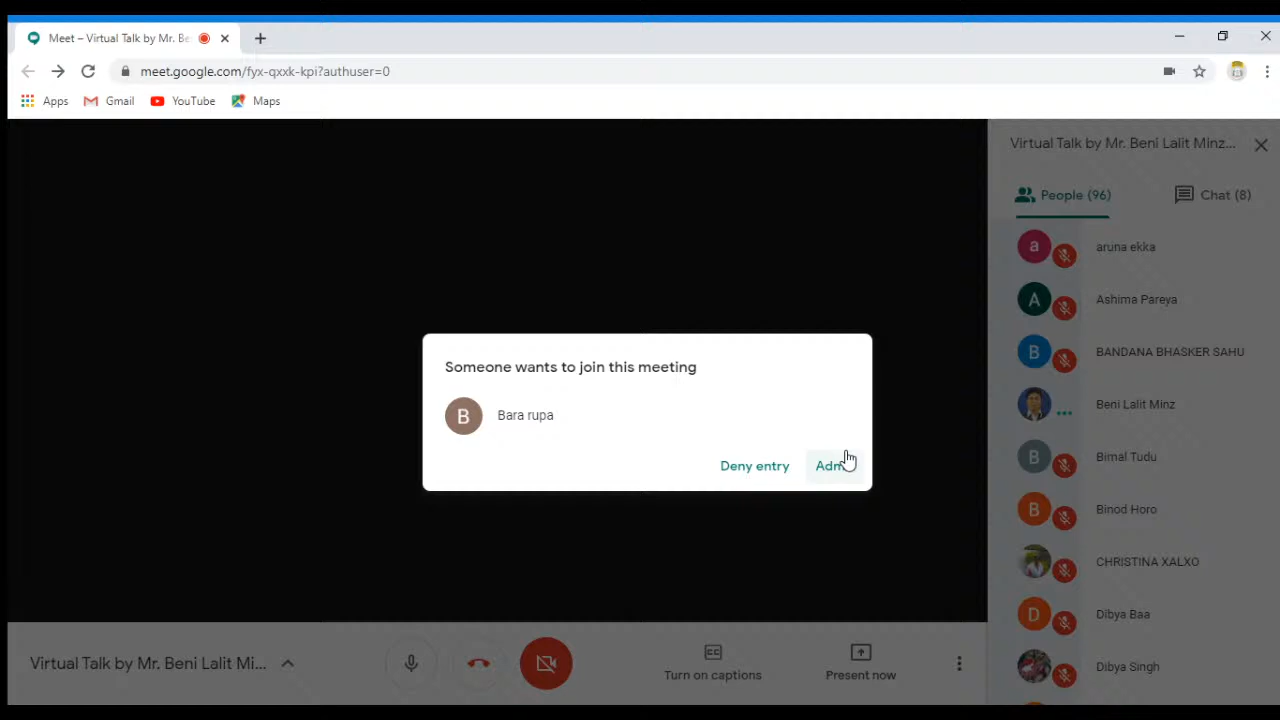 Meet – Virtual Talk by Mr. Be
meet.google.com/fyx-qxxk-kpi?authuser=0
Apps Gmail YouTube Maps
Virtual Talk by Mr. Beni Lalit Minz...
People (96) Chat (8)
a aruna ekka
A Ashima Pareya
B BANDANA BHASKER SAHU
Beni Lalit Minz
B Bimal Tudu
B Binod Horo
CHRISTINA XALXO
D Dibya Baa
Dibya Singh
Someone wants to join this meeting
B Bara rupa
Deny entry
Virtual Talk by Mr. Beni Lalit Mi...
CC
Turn on captions
Present now